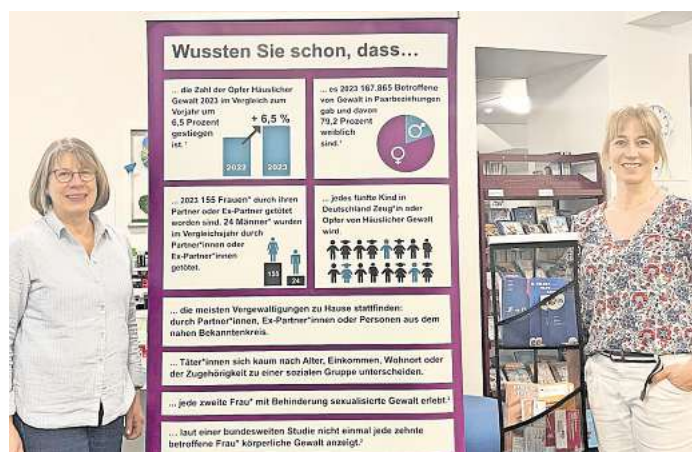 Wussten Sie schon, dass…
... die Zahl der Opfer Häuslicher
Gewalt 2023 im Vergleich zum
Vorjahr um
6,5 Prozent
gestiegen
ist.¹
+ 6,5 %
2022
2023
... es 2023 167.865 Betroffene
von Gewalt in Paarbeziehungen
gab und davon
79,2 Prozent
weiblich
sind.¹
... 2023 155 Frauen* durch ihren
Partner oder Ex-Partner getötet
worden sind. 24 Männer* wurden
im Vergleichsjahr durch
Partner*innen oder
Ex-Partner*innen
getötet.
155
24
... jedes fünfte Kind in
Deutschland Zeug*in oder
Opfer von Häuslicher Gewalt
wird.
... die meisten Vergewaltigungen zu Hause stattfinden:
durch Partner*innen, Ex-Partner*innen oder Personen aus dem
nahen Bekanntenkreis.
... Täter*innen sich kaum nach Alter, Einkommen, Wohnort oder
der Zugehörigkeit zu einer sozialen Gruppe unterscheiden.
... jede zweite Frau* mit Behinderung sexualisierte Gewalt erlebt.²
... laut einer bundesweiten Studie nicht einmal jede zehnte
betroffene Frau* körperliche Gewalt anzeigt.³